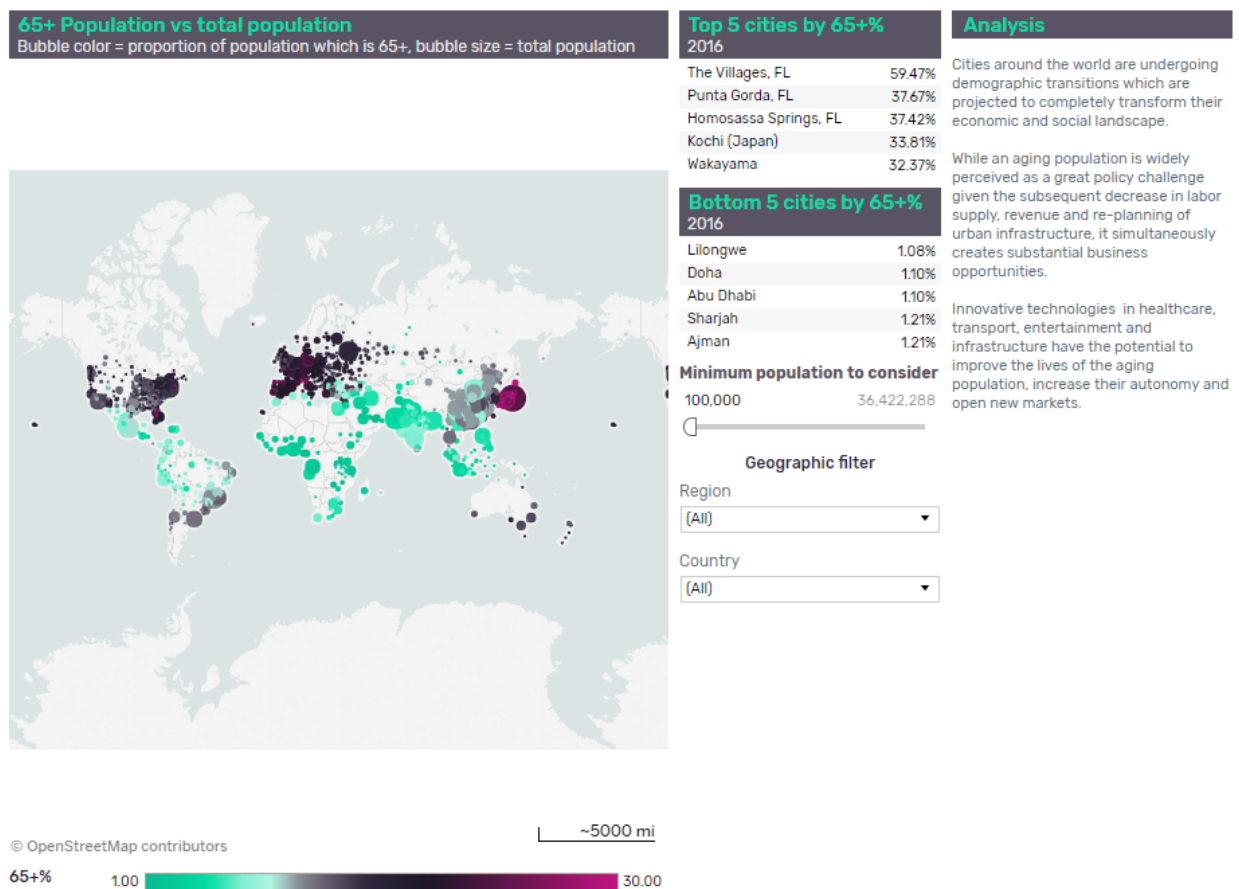 65+ Population vs total population
Bubble color = proportion of population which is 65+, bubble size = total population
© OpenStreetMap contributors
~5000 mi
65+%
1.00
30.00
Top 5 cities by 65+%
2016
The Villages, FL 59.47%
Punta Gorda, FL 37.67%
Homosassa Springs, FL 37.42%
Kochi (Japan) 33.81%
Wakayama 32.37%
Bottom 5 cities by 65+%
2016
Lilongwe 1.08%
Doha 1.10%
Abu Dhabi 1.10%
Sharjah 1.21%
Ajman 1.21%
Minimum population to consider
100,000 36,422,288
Geographic filter
Region
(All)
Country
(All)
Analysis
Cities around the world are undergoing
demographic transitions which are
projected to completely transform their
economic and social landscape.
While an aging population is widely
perceived as a great policy challenge
given the subsequent decrease in labor
supply, revenue and re-planning of
urban infrastructure, it simultaneously
creates substantial business
opportunities.
Innovative technologies  in healthcare,
transport, entertainment and
infrastructure have the potential to
improve the lives of the aging
population, increase their autonomy and
open new markets.